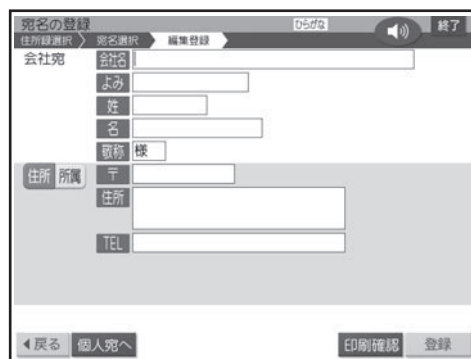 宛名の登録 ひらがな 終了
住所録選択 宛名選択 編集登録
会社宛 会社名
よみ
姓
名
敬称 様
住所 所属 〒
住所
TEL
戻る 個人宛へ 印刷確認 登録